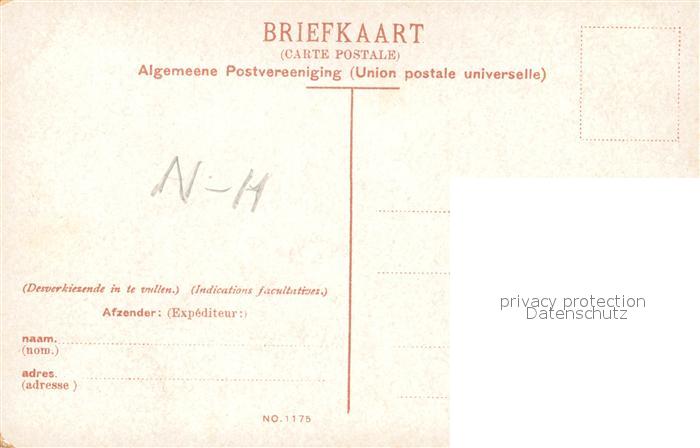 BRIEFKAART
(CARTE POSTALE)
Algemeene Postvereeniging (Union postale universelle)
N-H
(Desverkiezende in te vullen.) (Indications facultatives.)
Afzender: (Expéditeur:)
naam.
(nom.)
adres.
(adresse)
NO. 1175
privacy protection
Datenschutz